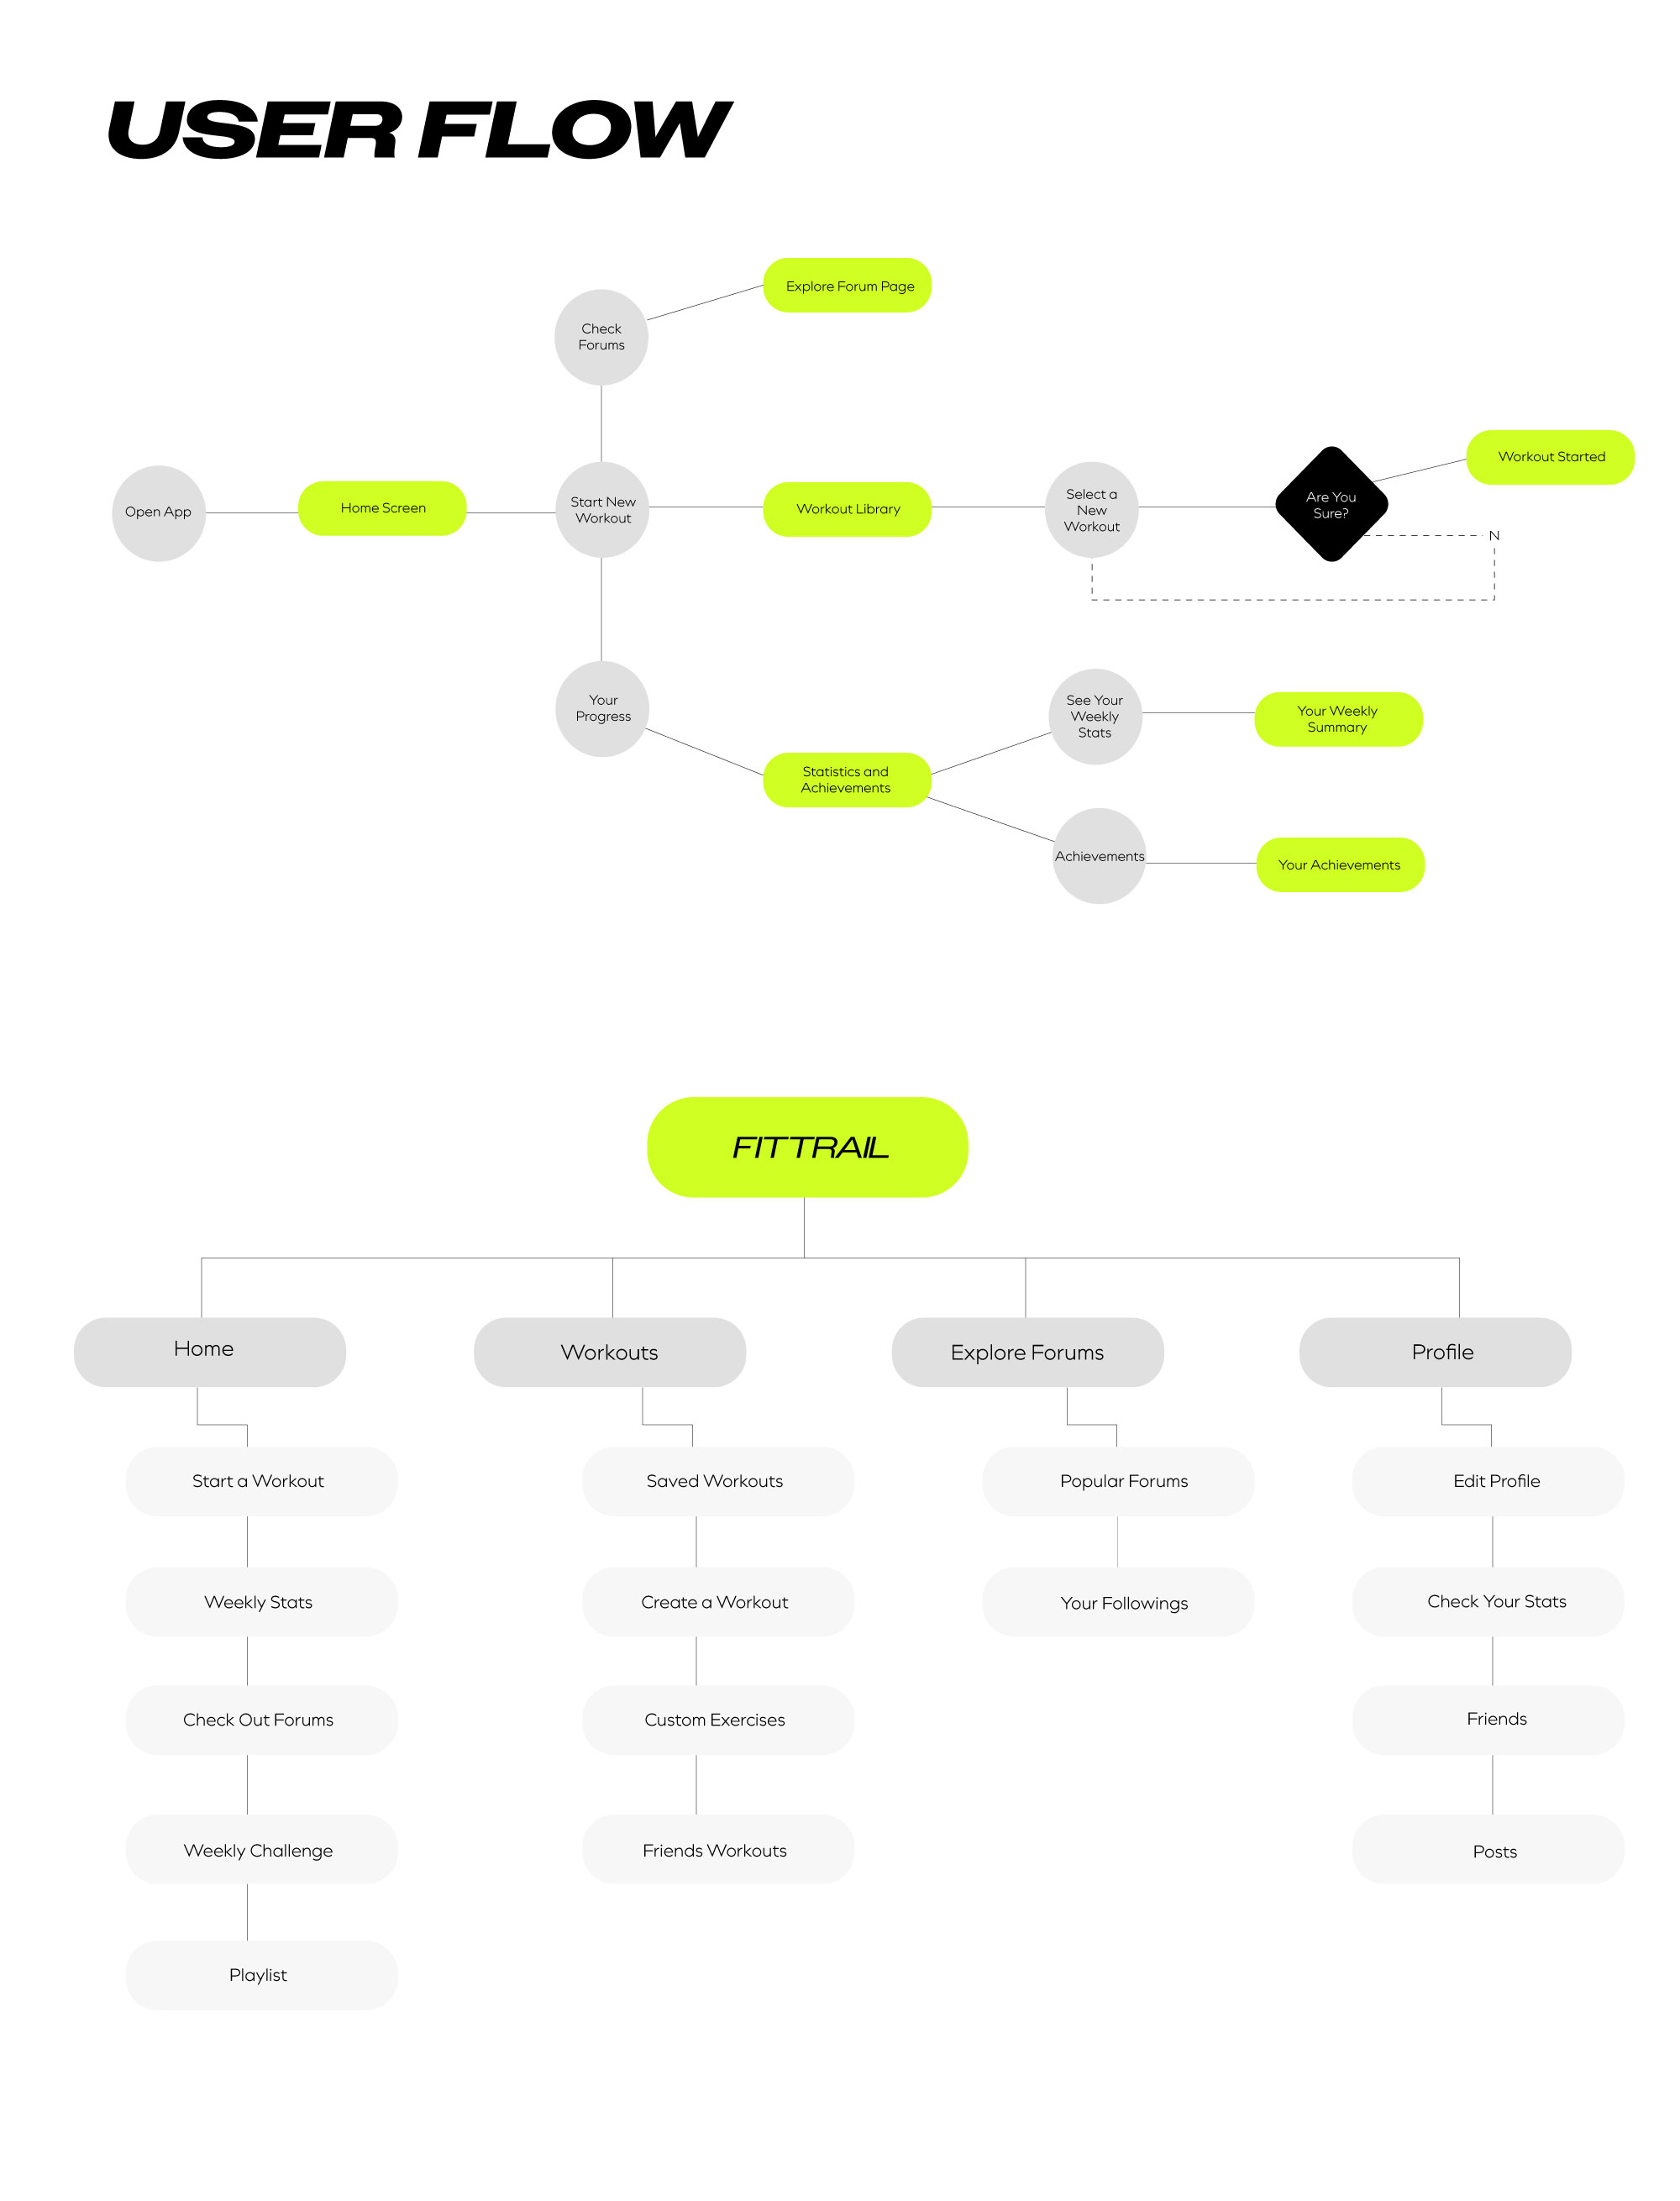 USER FLOW
Explore Forum Page
Check
Forums
Open App
Home Screen
Start New
Workout
Workout Library
Select a
New
Workout
Are You
Sure?
Workout Started
N
Your
Progress
Statistics and
Achievements
See Your
Weekly
Stats
Your Weekly
Summary
Achievements
Your Achievements
FITTRAIL
Home
Workouts
Explore Forums
Profile
Start a Workout
Saved Workouts
Popular Forums
Edit Profile
Weekly Stats
Create a Workout
Your Followings
Check Your Stats
Check Out Forums
Custom Exercises
Friends
Weekly Challenge
Friends Workouts
Posts
Playlist